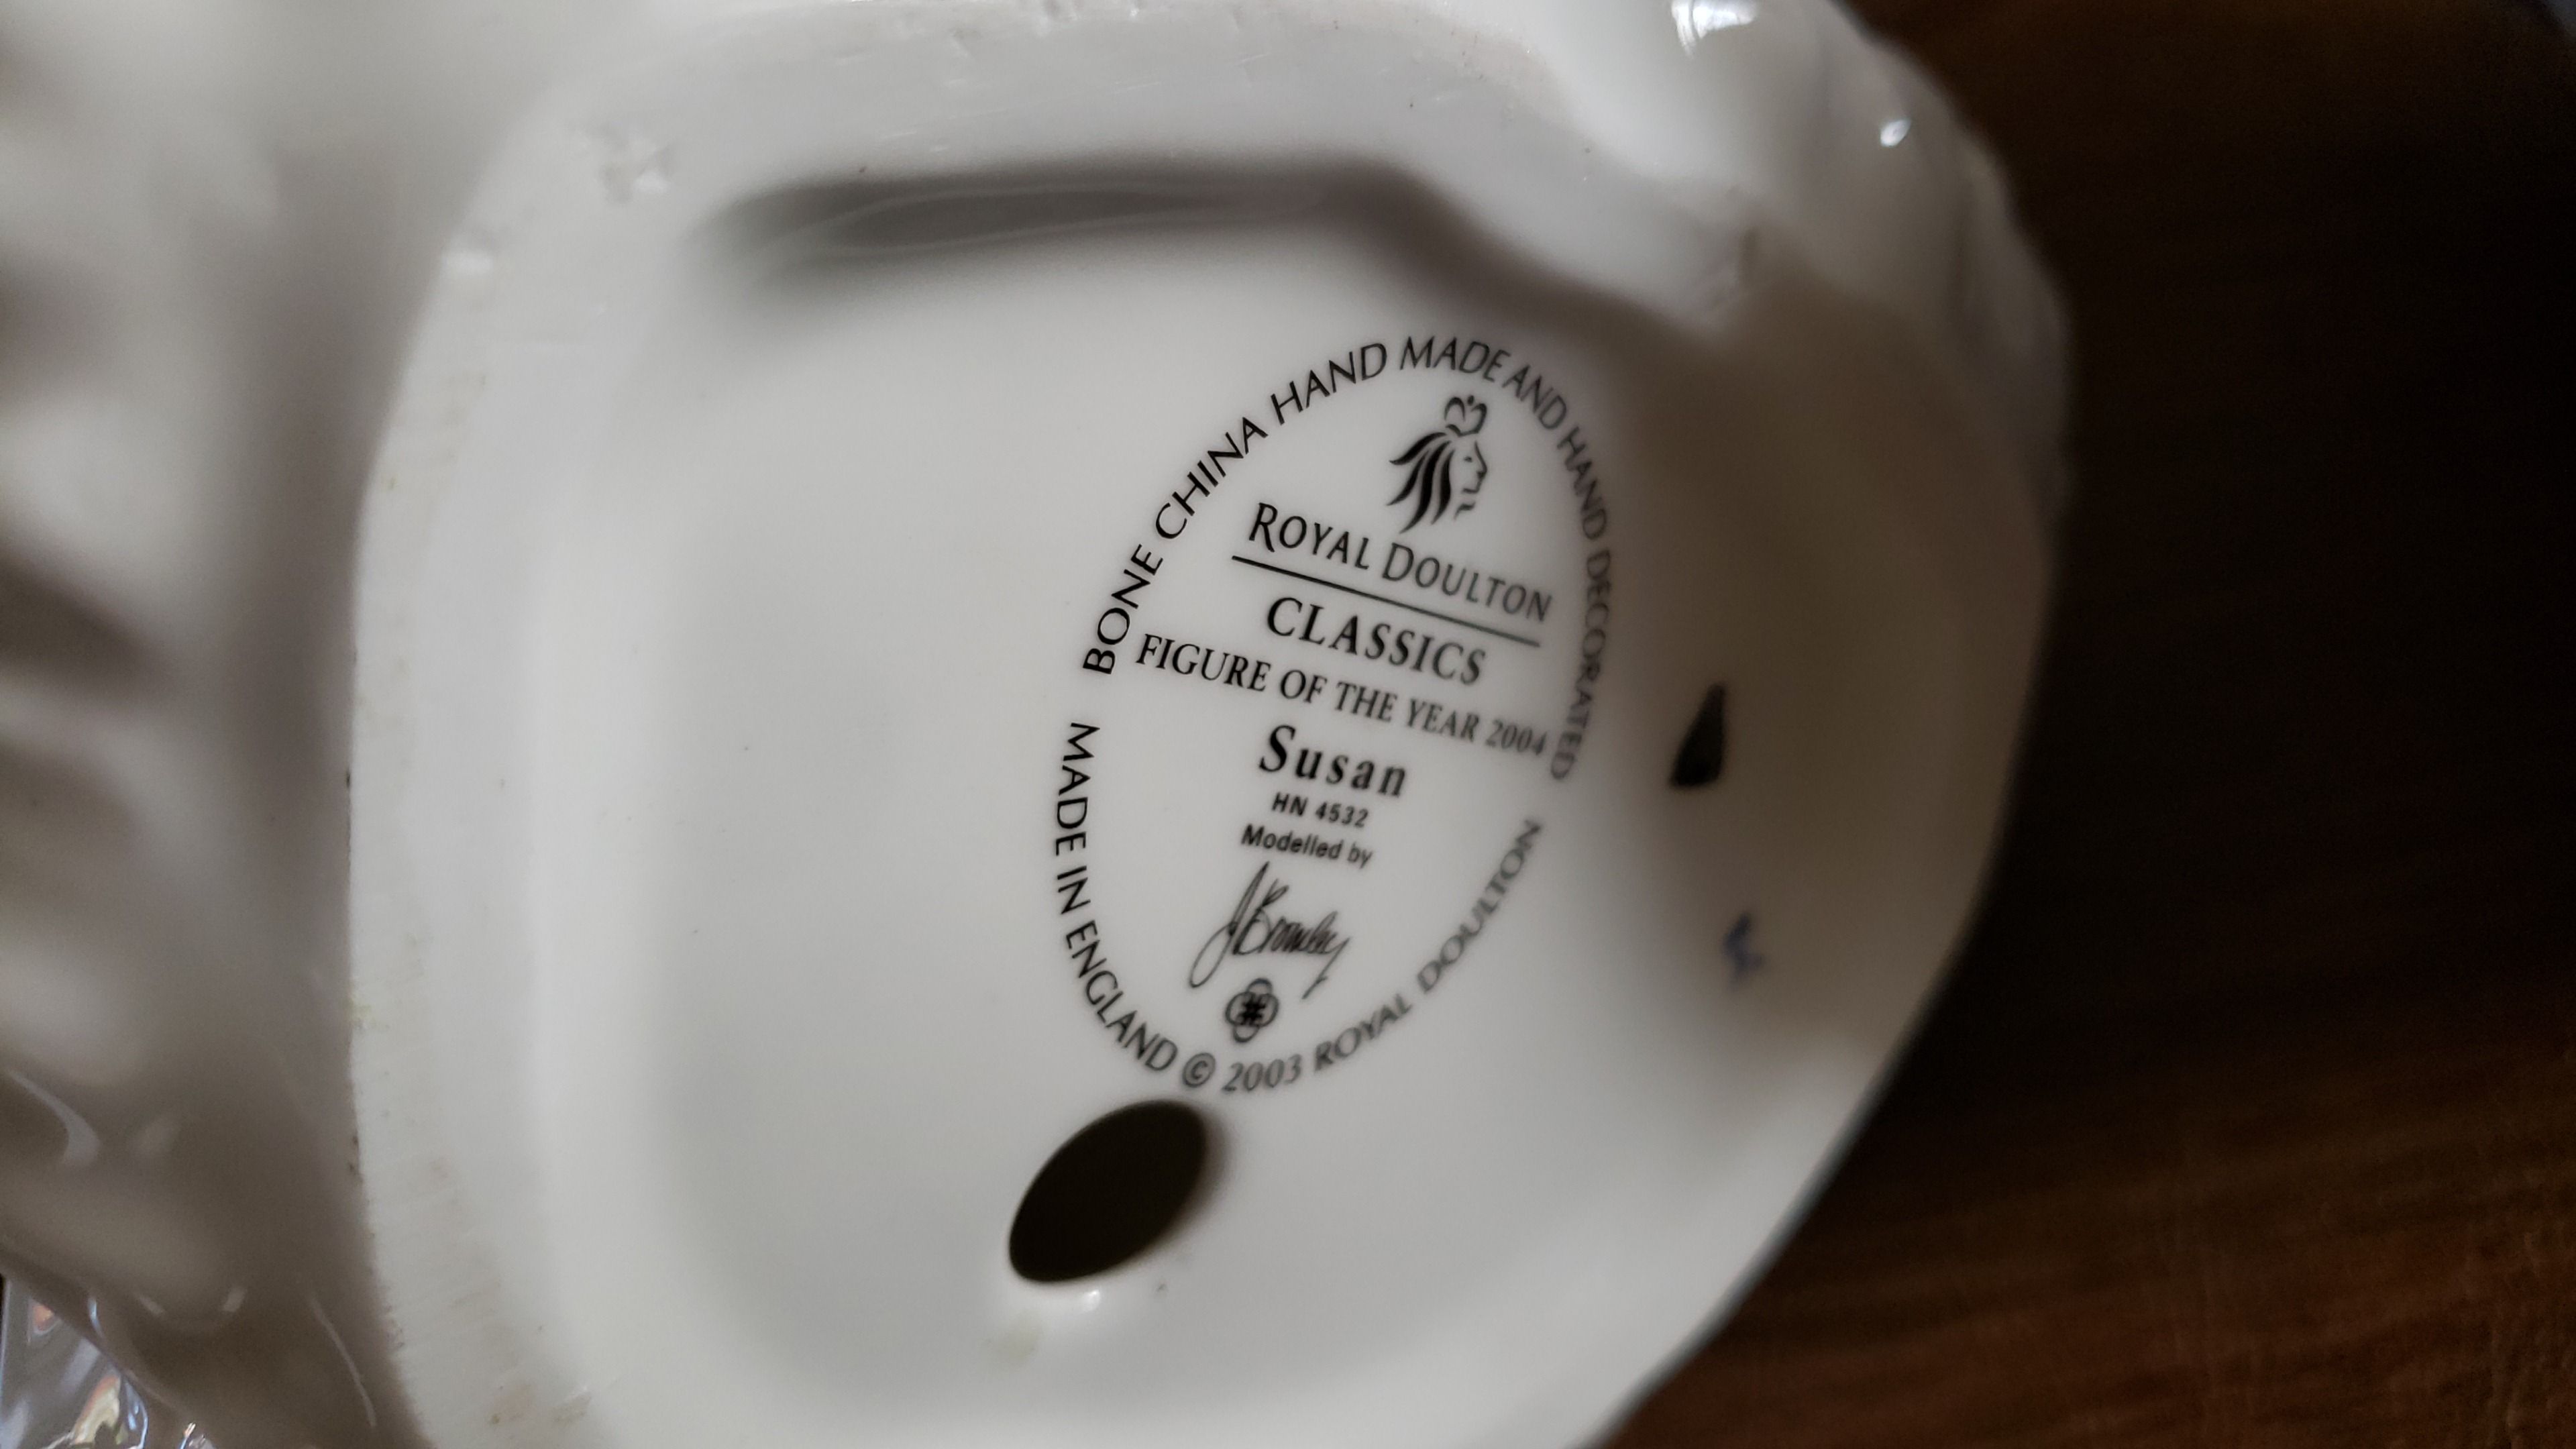 BONE CHINA HAND MADE AND HAND DECORATED
ROYAL DOULTON
CLASSICS
FIGURE OF THE YEAR 2004
Susan
HN 4532
Modelled by
J Bromley
MADE IN ENGLAND © 2003 ROYAL DOULTON